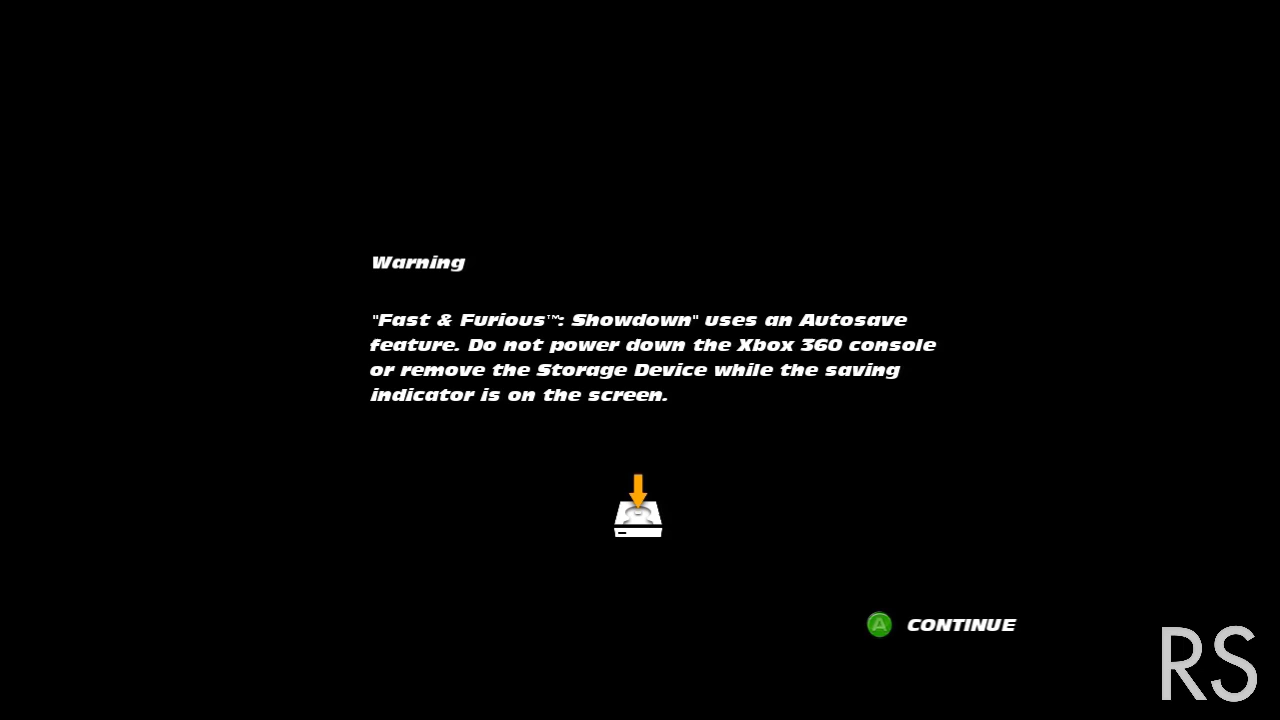 Warning
"Fast & Furious™: Showdown" uses an Autosave
feature. Do not power down the Xbox 360 console
or remove the Storage Device while the saving
indicator is on the screen.
A CONTINUE
RS